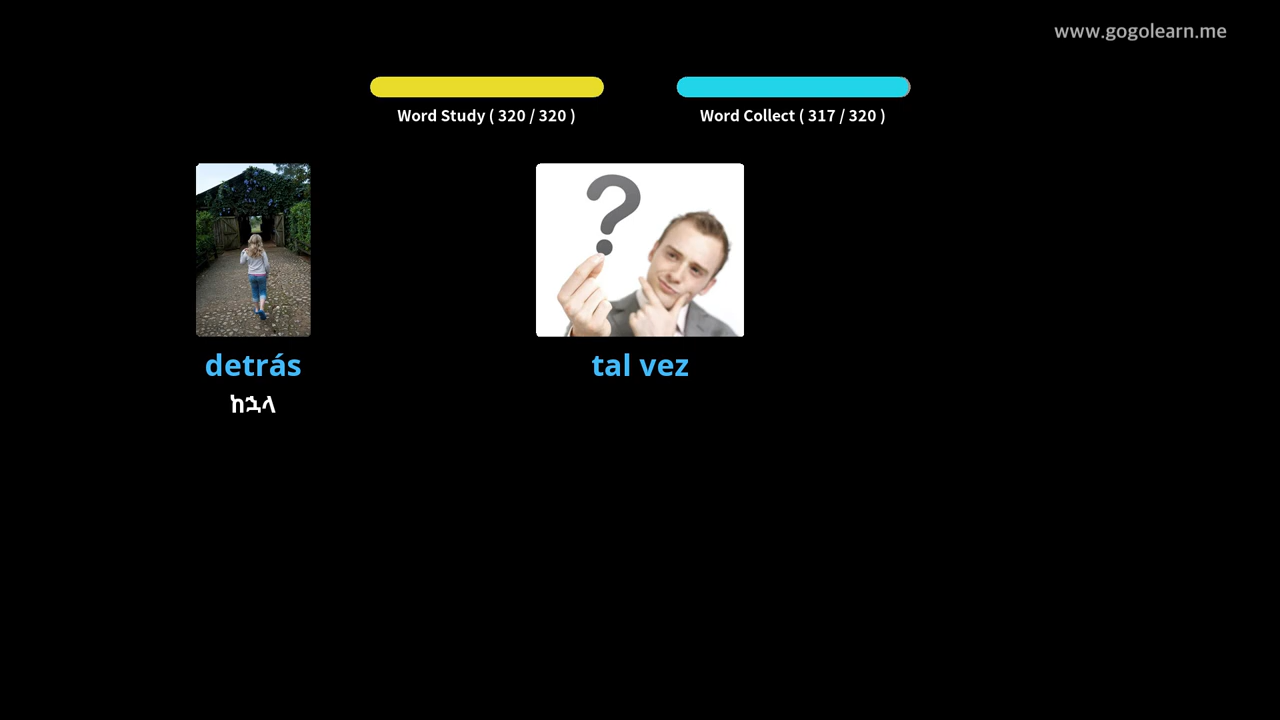 www.gogolearn.me
Word Study ( 320 / 320 )
Word Collect ( 317 / 320 )
?
detrás
tal vez
ከኋላ